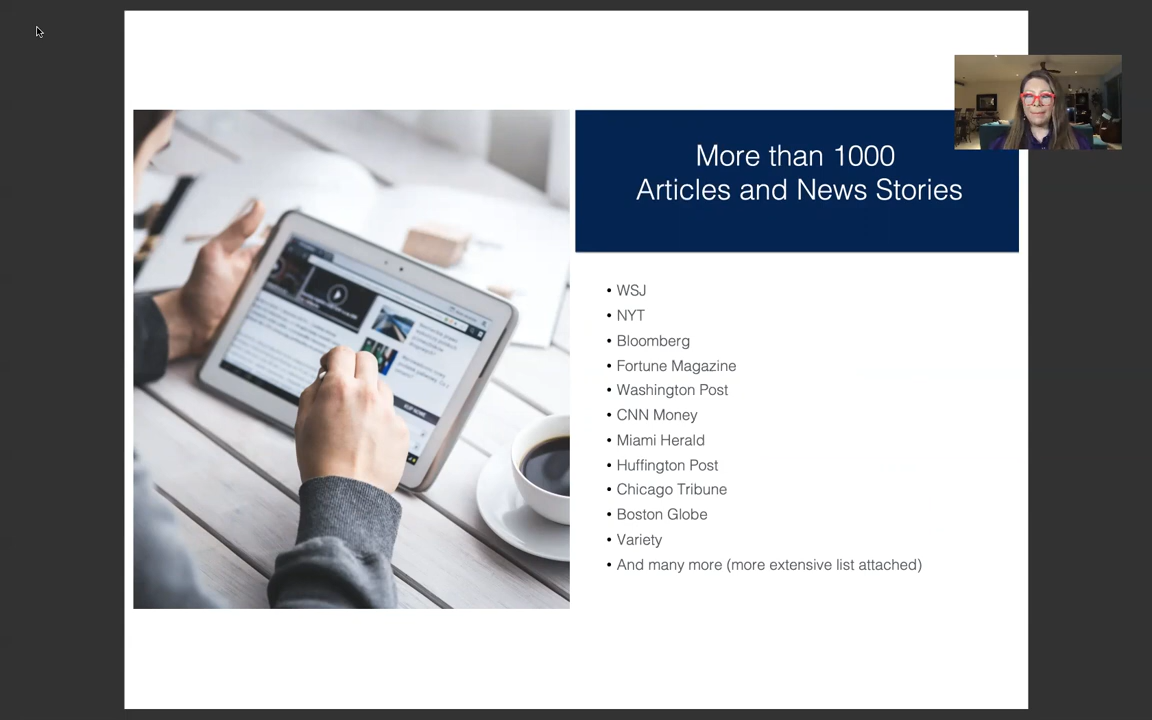 More than 1000
Articles and News Stories
• WSJ
• NYT
• Bloomberg
• Fortune Magazine
• Washington Post
• CNN Money
• Miami Herald
• Huffington Post
• Chicago Tribune
• Boston Globe
• Variety
• And many more (more extensive list attached)